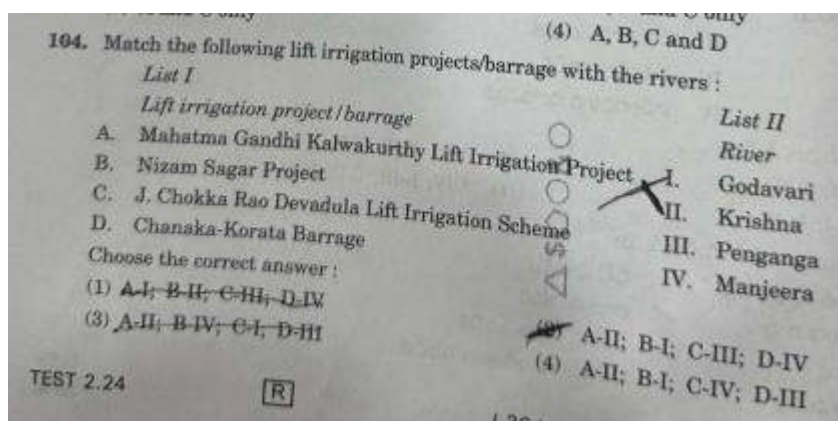 (4) A, B, C and D
104. Match the following lift irrigation projects/barrage with the rivers :
List I List II
Lift irrigation project / barrage River
A. Mahatma Gandhi Kalwakurthy Lift Irrigation Project I. Godavari
B. Nizam Sagar Project II. Krishna
C. J. Chokka Rao Devadula Lift Irrigation Scheme III. Penganga
D. Chanaka-Korata Barrage IV. Manjeera
Choose the correct answer :
(1) A-I; B-II; C-III; D-IV (2) A-II; B-I; C-III; D-IV
(3) A-II; B-IV; C-I; D-III (4) A-II; B-I; C-IV; D-III
TEST 2.24 R